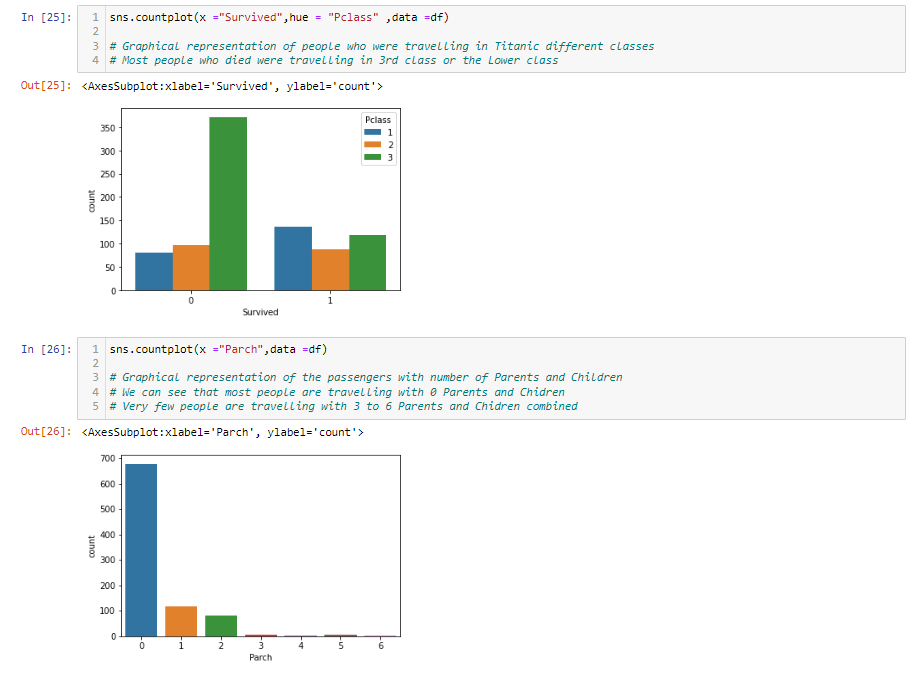 In [25]:
1 sns.countplot(x ="Survived",hue = "Pclass" ,data =df)
2
3 # Graphical representation of people who were travelling in Titanic different classes
4 # Most people who died were travelling in 3rd class or the Lower class
Out[25]: <AxesSubplot:xlabel='Survived', ylabel='count'>
Pclass
1
2
3
350
300
250
200
150
100
50
0
count
0 1
Survived
In [26]:
1 sns.countplot(x ="Parch",data =df)
2
3 # Graphical representation of the passengers with number of Parents and Children
4 # We can see that most people are travelling with 0 Parents and Chidren
5 # Very few people are travelling with 3 to 6 Parents and Chidren combined
Out[26]: <AxesSubplot:xlabel='Parch', ylabel='count'>
700
600
500
400
300
200
100
0
count
0 1 2 3 4 5 6
Parch